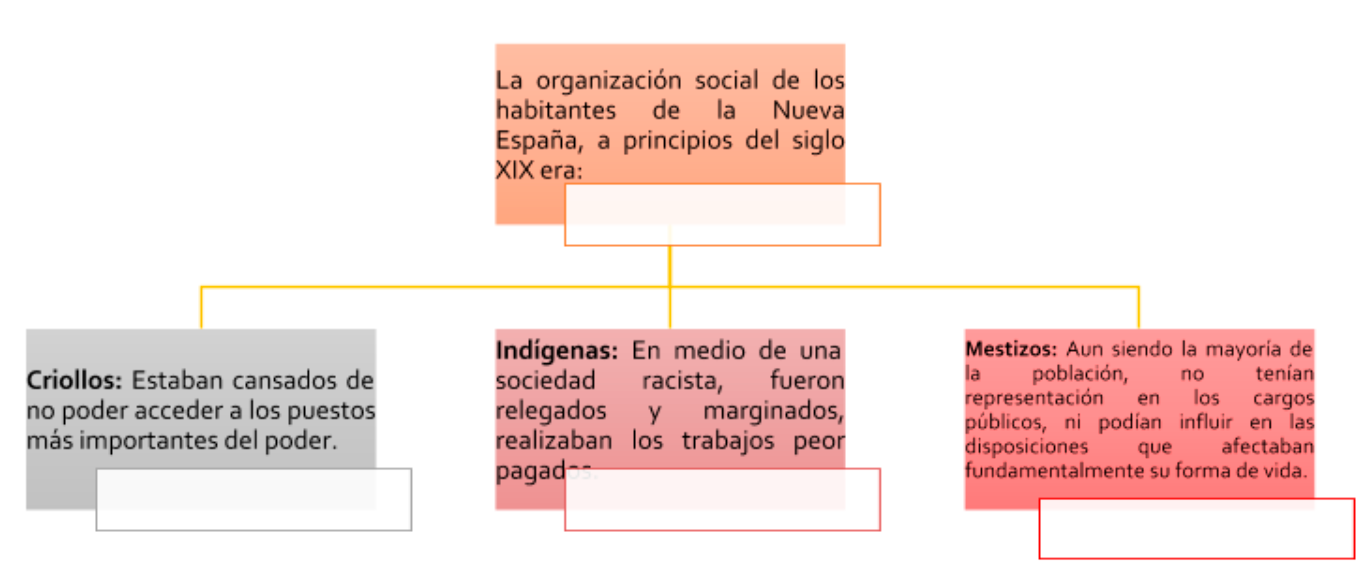 La organización social de los
habitantes de la Nueva
España, a principios del siglo
XIX era:
Criollos: Estaban cansados de
no poder acceder a los puestos
más importantes del poder.
Indígenas: En medio de una
sociedad racista, fueron
relegados y marginados,
realizaban los trabajos peor
pagados.
Mestizos: Aun siendo la mayoría de
la población, no tenían
representación en los cargos
públicos, ni podían influir en las
disposiciones que afectaban
fundamentalmente su forma de vida.